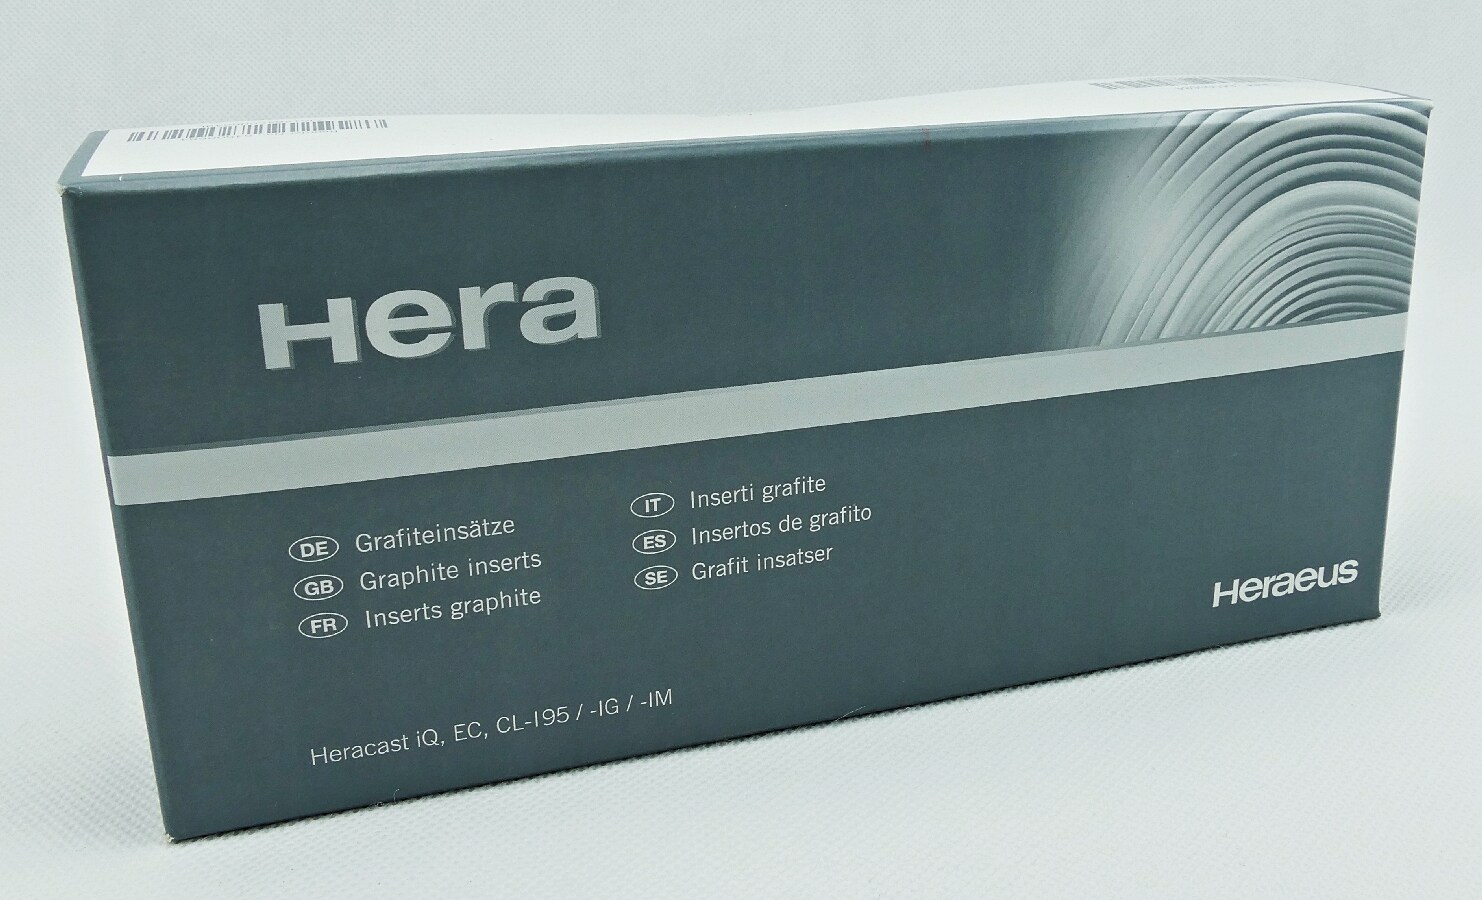 Hera
DE Grafiteinsätze
GB Graphite inserts
FR Inserts graphite
IT Inserti grafite
ES Insertos de grafito
SE Grafit insatser
Heracast iQ, EC, CL-I95 / -IG / -IM
Heraeus